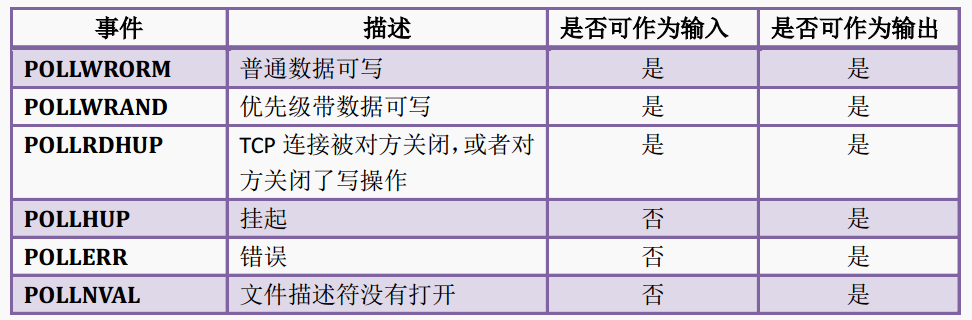 事件 描述 是否可作为输入 是否可作为输出
POLLWRORM 普通数据可写 是 是
POLLWRAND 优先级带数据可写 是 是
POLLRDHUP TCP 连接被对方关闭，或者对 是 是
方关闭了写操作
POLLHUP 挂起 否 是
POLLERR 错误 否 是
POLLNVAL 文件描述符没有打开 否 是